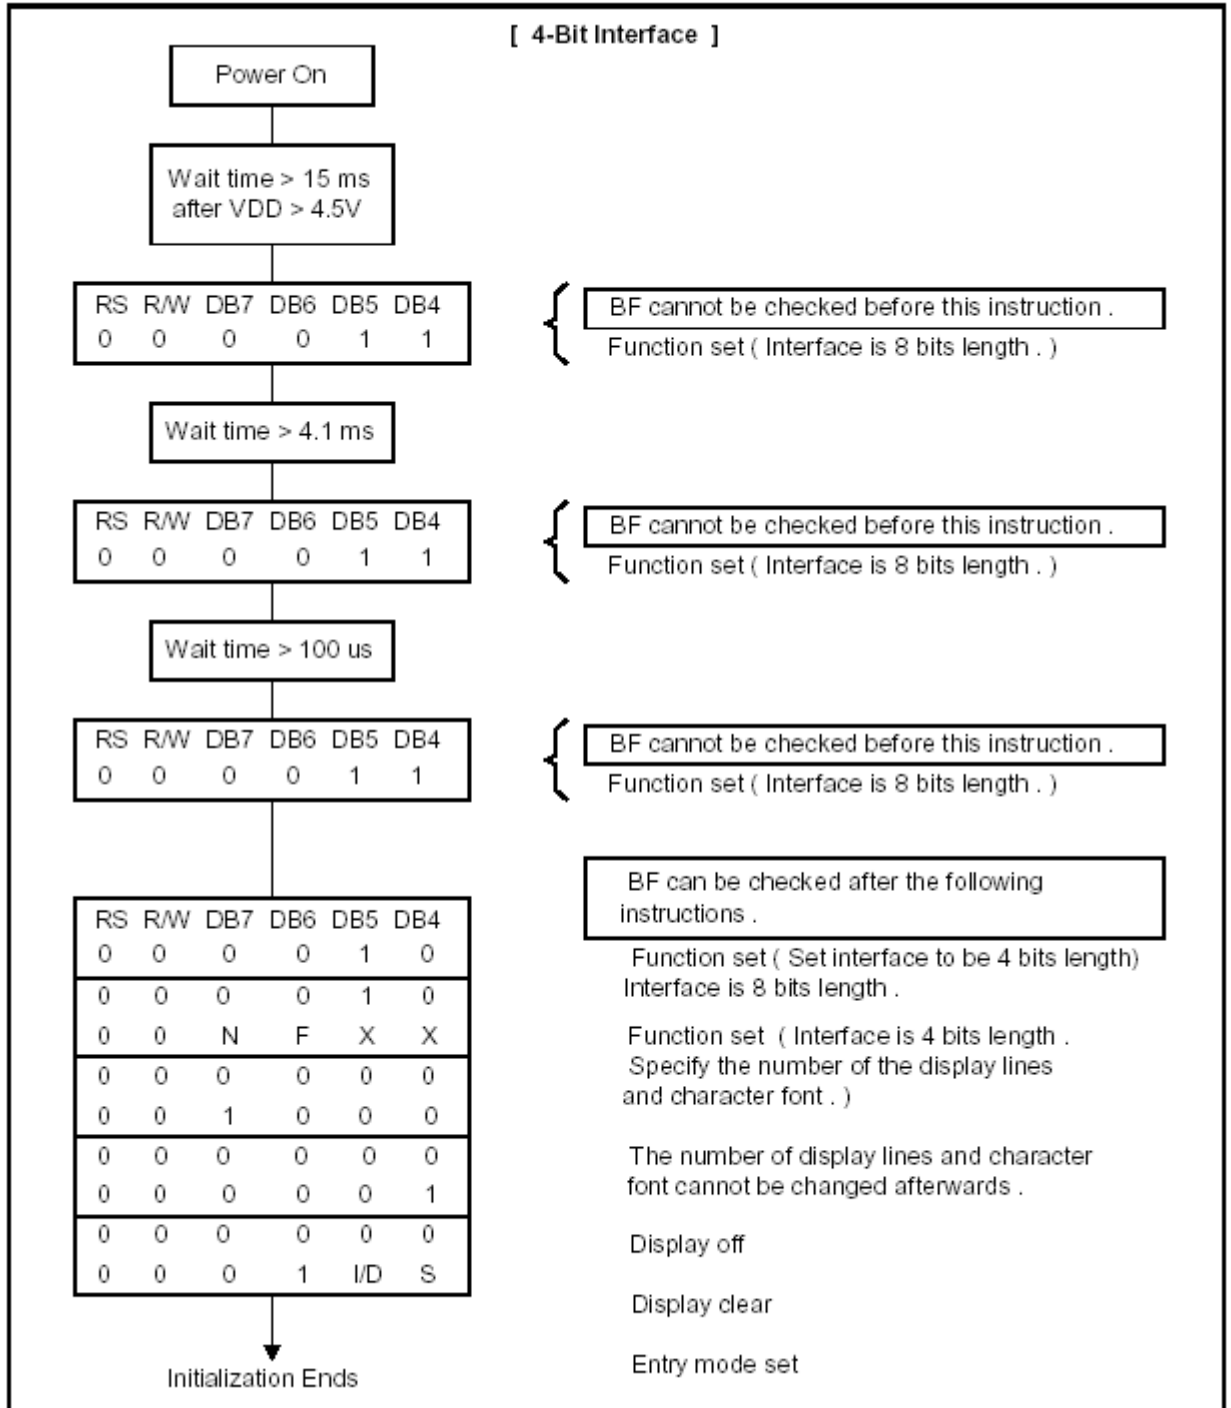 [ 4-Bit Interface ]
Power On
Wait time > 15 ms
after VDD > 4.5V
RS R/W DB7 DB6 DB5 DB4
0 0 0 0 1 1
BF cannot be checked before this instruction .
Function set ( Interface is 8 bits length . )
Wait time > 4.1 ms
RS R/W DB7 DB6 DB5 DB4
0 0 0 0 1 1
BF cannot be checked before this instruction .
Function set ( Interface is 8 bits length . )
Wait time > 100 us
RS R/W DB7 DB6 DB5 DB4
0 0 0 0 1 1
BF cannot be checked before this instruction .
Function set ( Interface is 8 bits length . )
RS R/W DB7 DB6 DB5 DB4
0 0 0 0 1 0
0 0 0 0 1 0
0 0 N F X X
0 0 0 0 0 0
0 0 1 0 0 0
0 0 0 0 0 0
0 0 0 0 0 1
0 0 0 0 0 0
0 0 0 1 I/D S
BF can be checked after the following
instructions .
Function set ( Set interface to be 4 bits length)
Interface is 8 bits length .
Function set ( Interface is 4 bits length .
Specify the number of the display lines
and character font . )
The number of display lines and character
font cannot be changed afterwards .
Display off
Display clear
Entry mode set
Initialization Ends